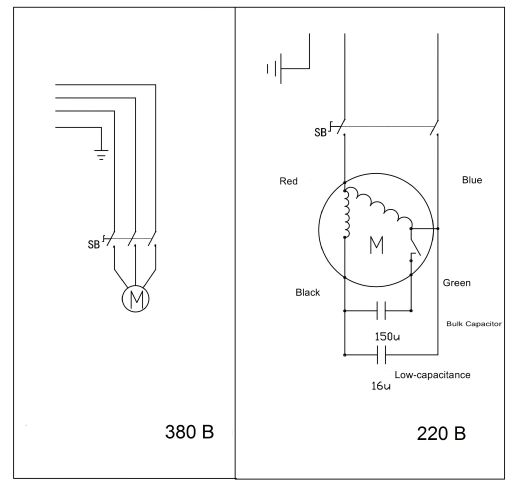 SB
M
380 B
SB
Red
Blue
M
Black
Green
Bulk Capacitor
150u
Low-capacitance
16u
220 B